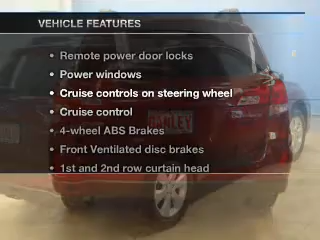 VEHICLE FEATURES
• Remote power door locks
• Power windows
• Cruise controls on steering wheel
• Cruise control
• 4-wheel ABS Brakes
• Front Ventilated disc brakes
• 1st and 2nd row curtain head